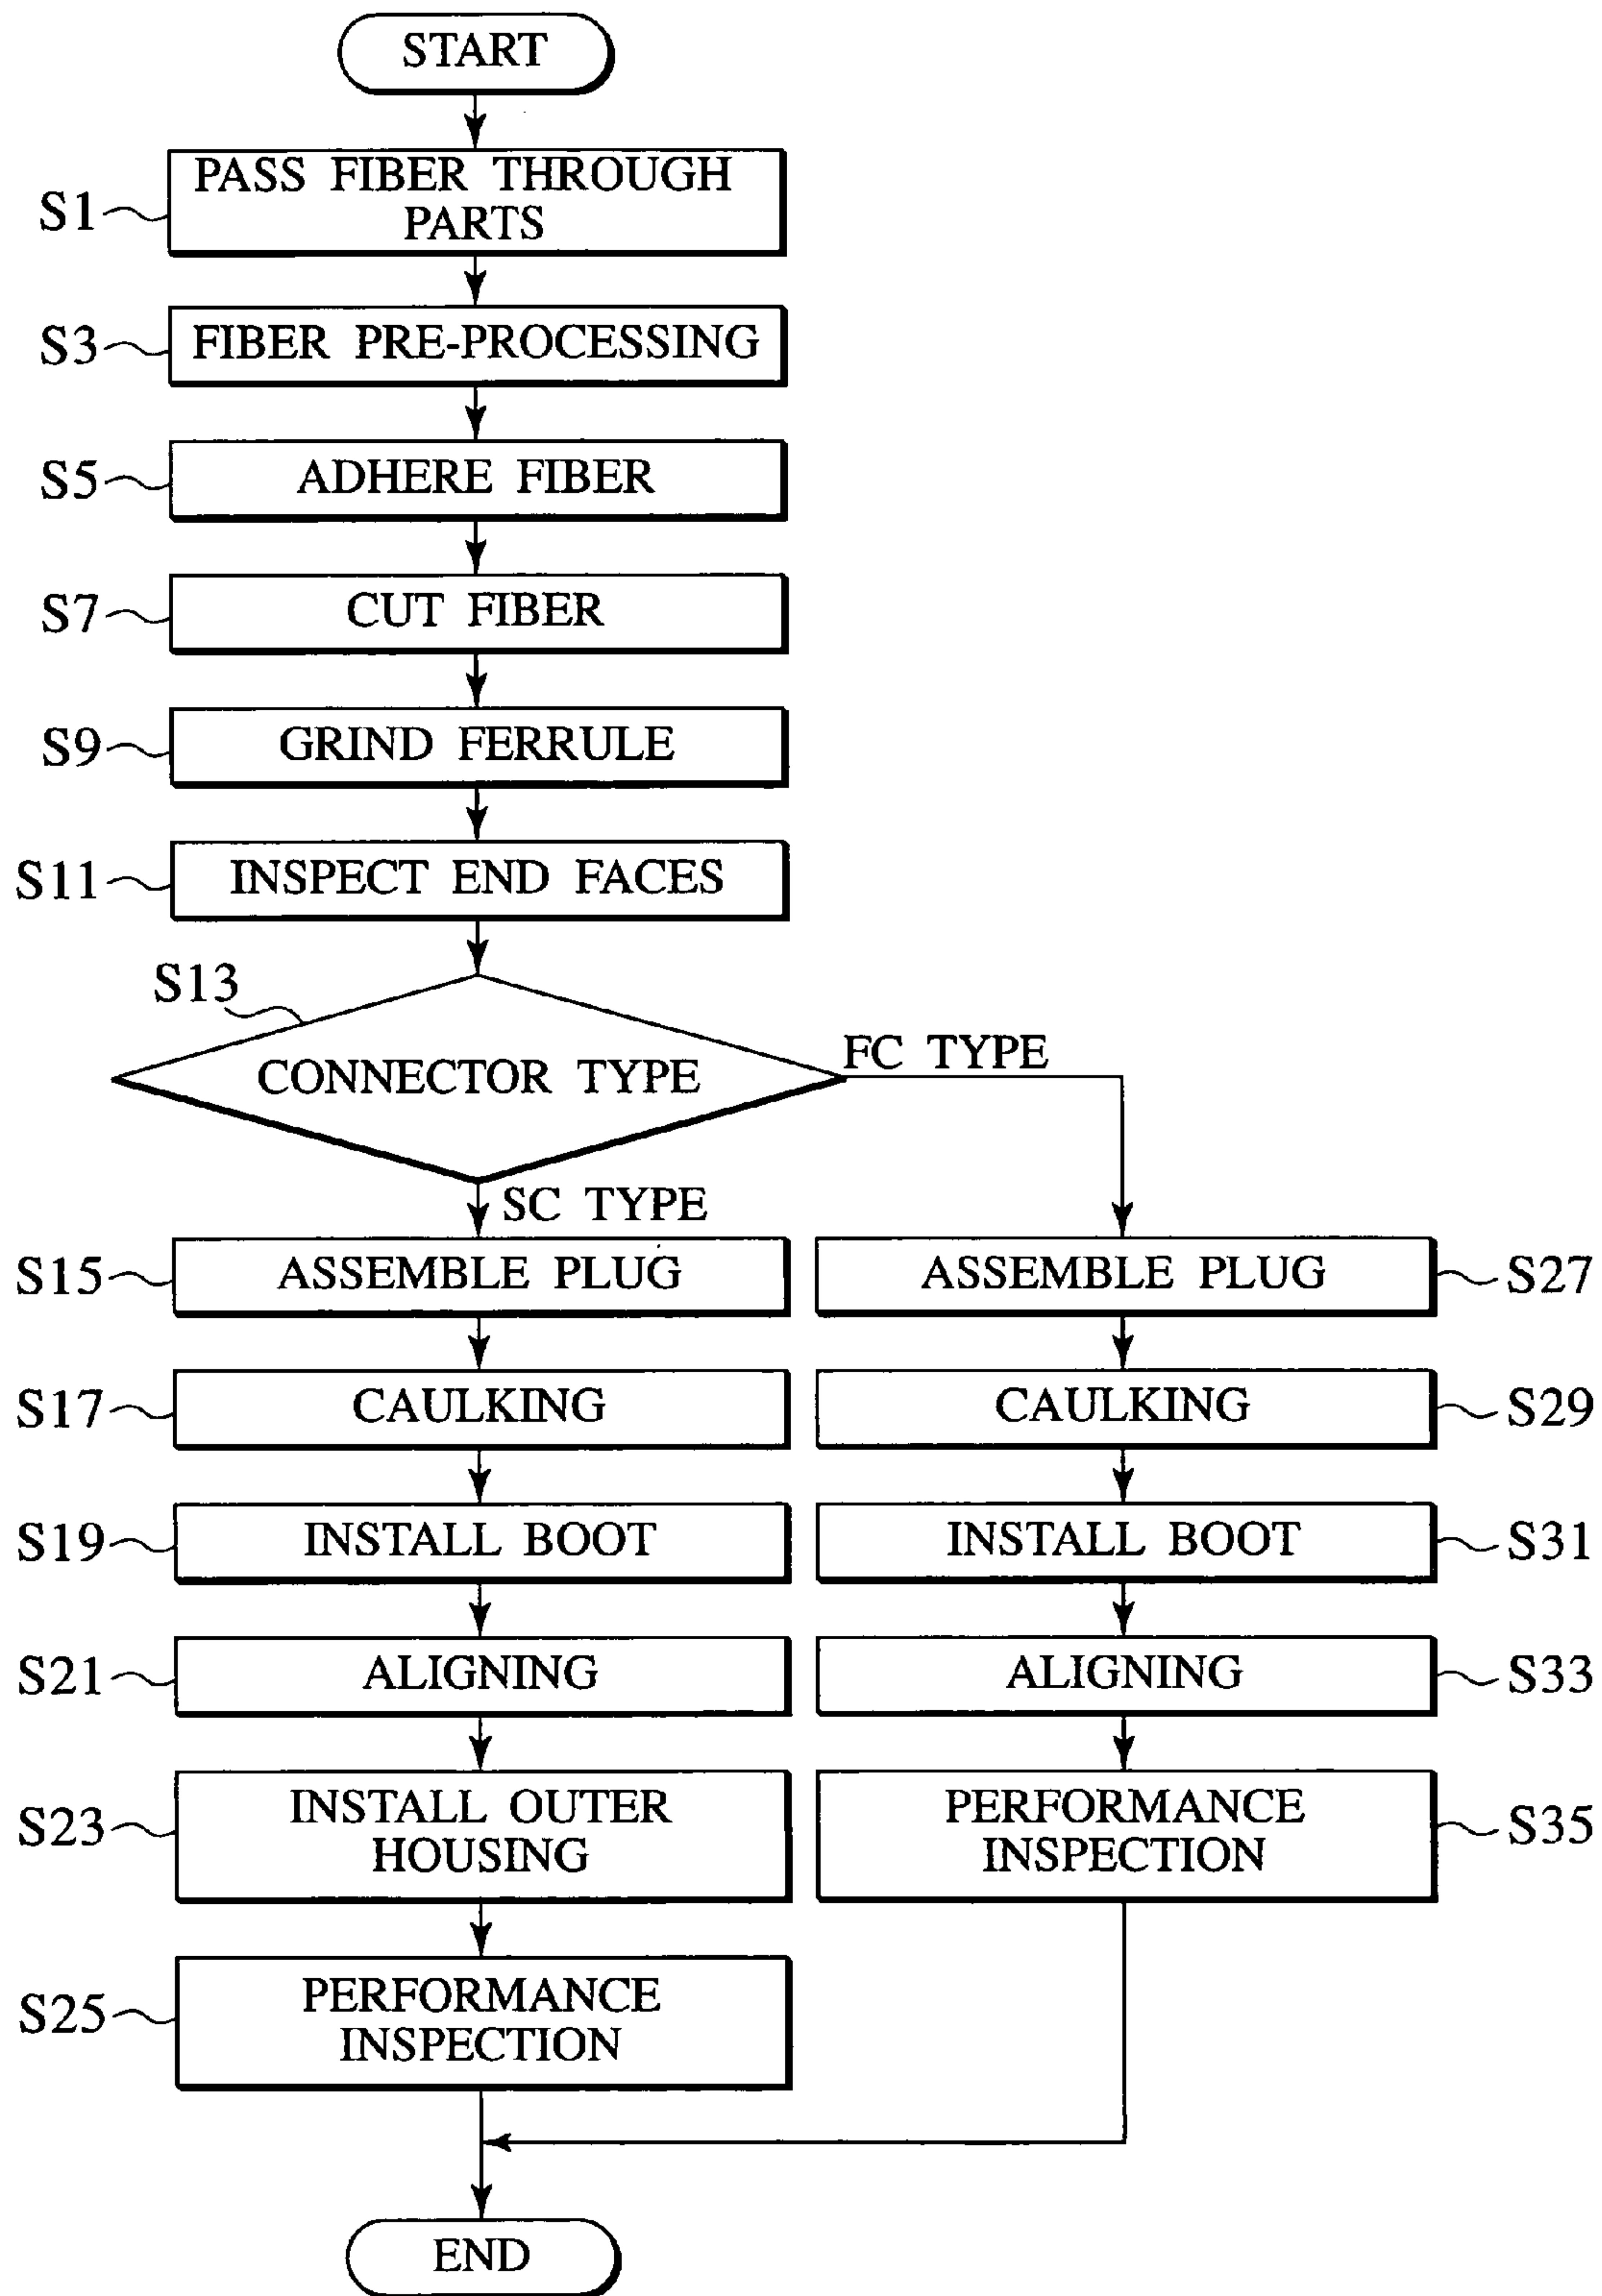 START
S1
PASS FIBER THROUGH
PARTS
S3
FIBER PRE-PROCESSING
S5
ADHERE FIBER
S7
CUT FIBER
S9
GRIND FERRULE
S11
INSPECT END FACES
S13
CONNECTOR TYPE
FC TYPE
SC TYPE
S15
ASSEMBLE PLUG
ASSEMBLE PLUG
S27
S17
CAULKING
CAULKING
S29
S19
INSTALL BOOT
INSTALL BOOT
S31
S21
ALIGNING
ALIGNING
S33
S23
INSTALL OUTER
HOUSING
PERFORMANCE
INSPECTION
S35
S25
PERFORMANCE
INSPECTION
END